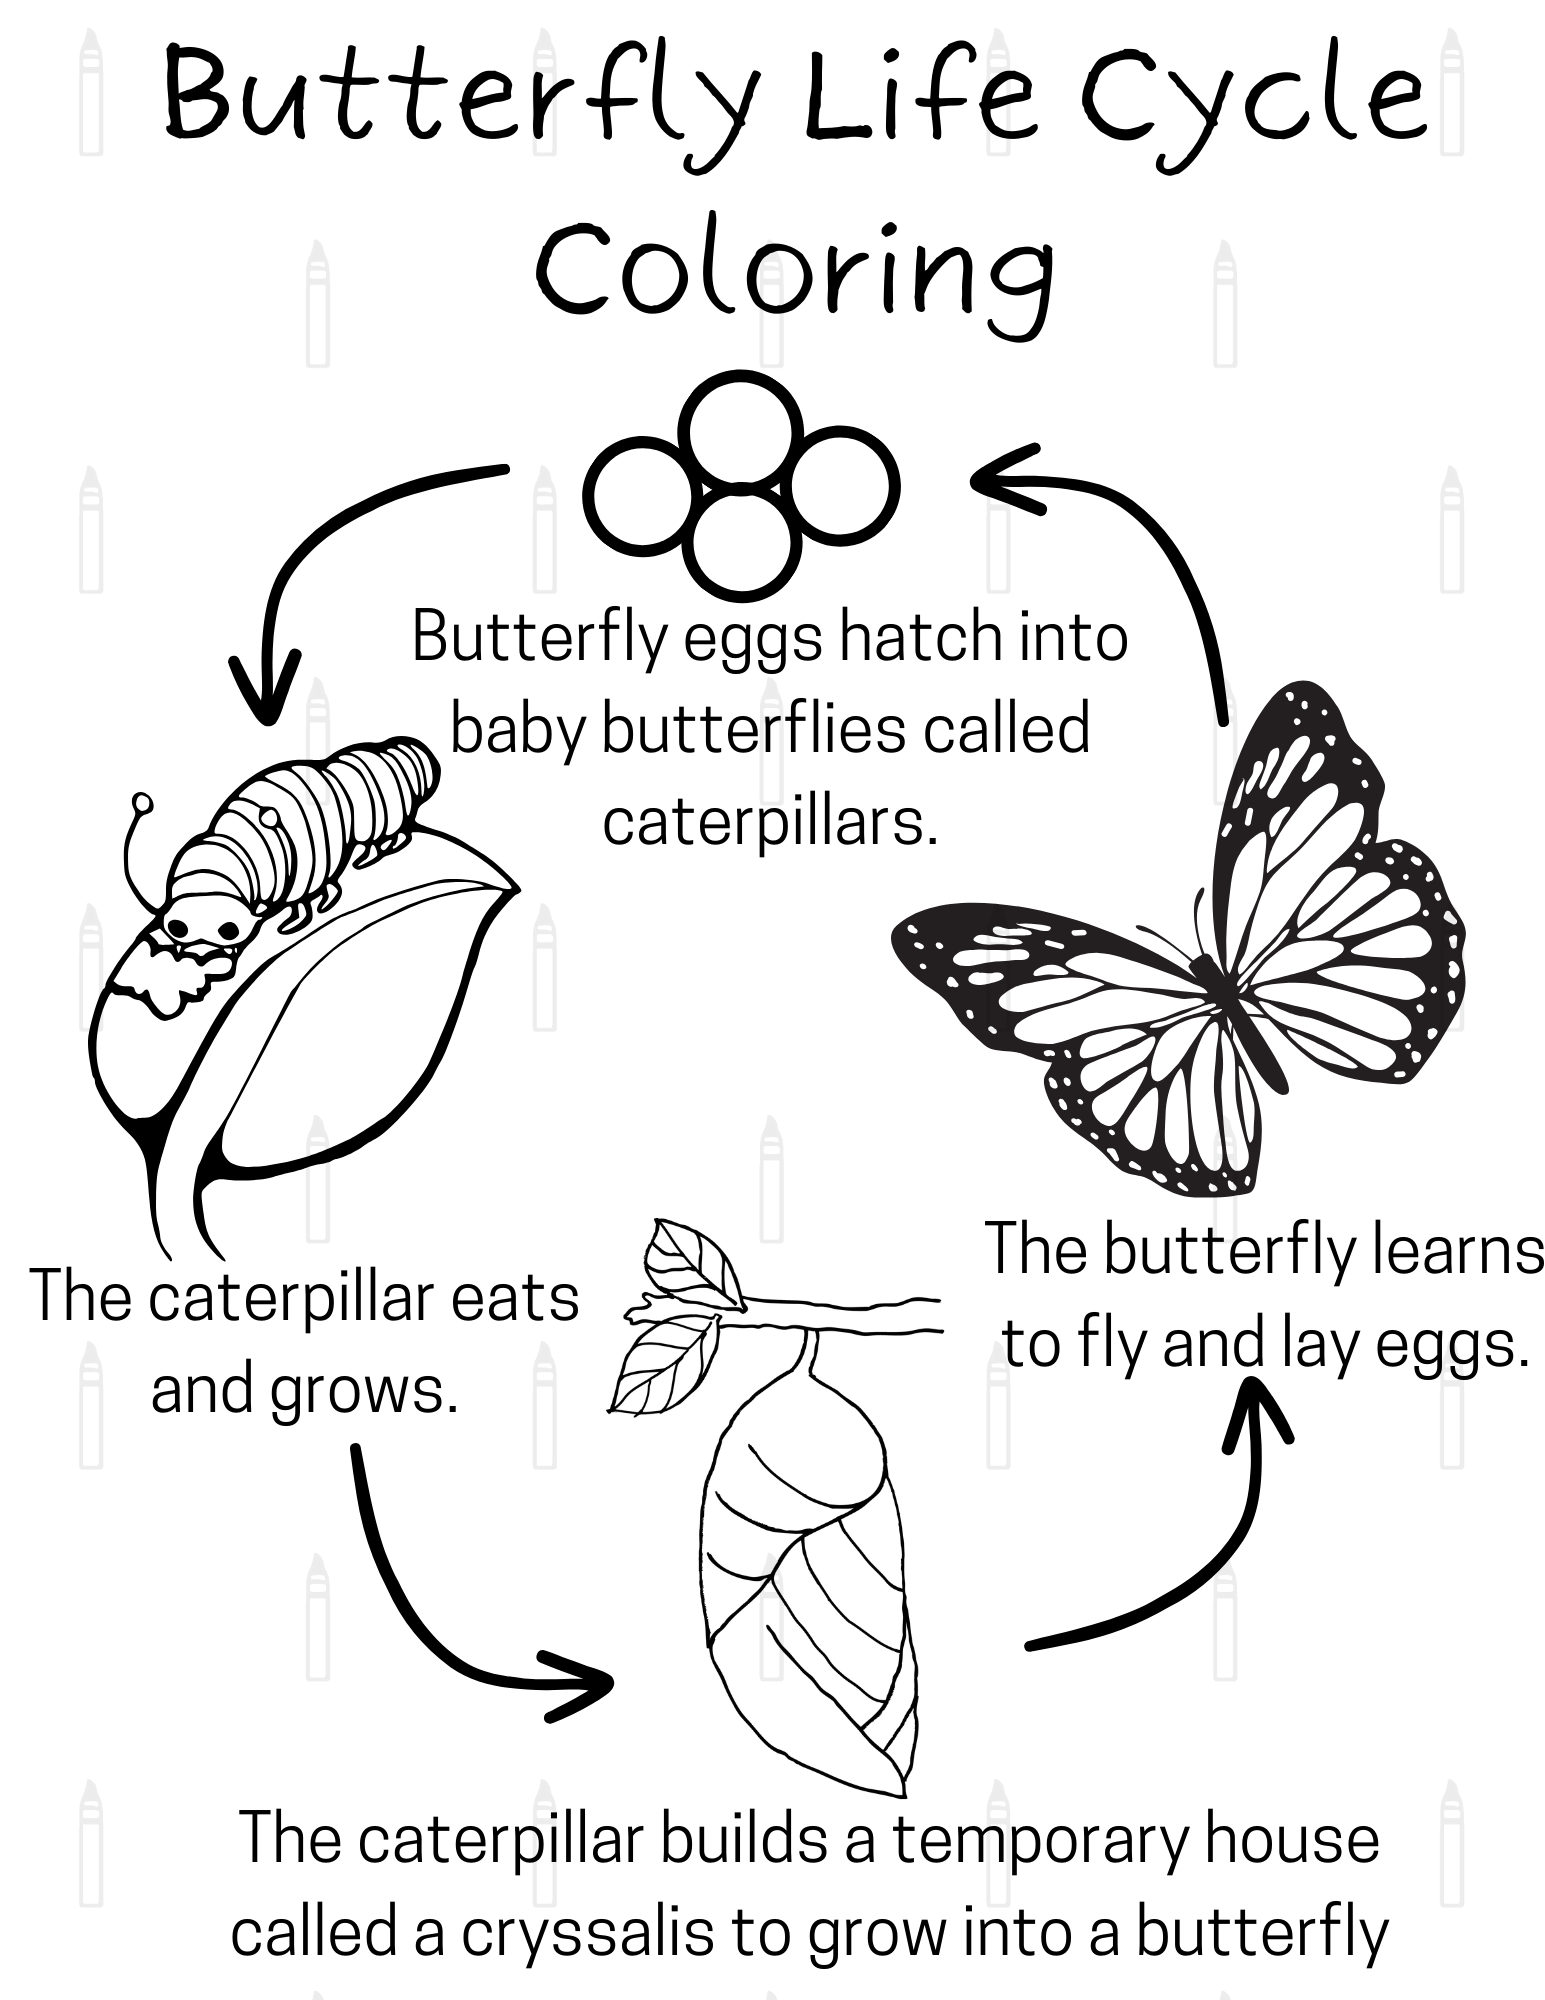 Butterfly Life Cycle
Coloring
Butterfly eggs hatch into
baby butterflies called
caterpillars.
The caterpillar eats
and grows.
The caterpillar builds a temporary house
called a cryssalis to grow into a butterfly
The butterfly learns
to fly and lay eggs.